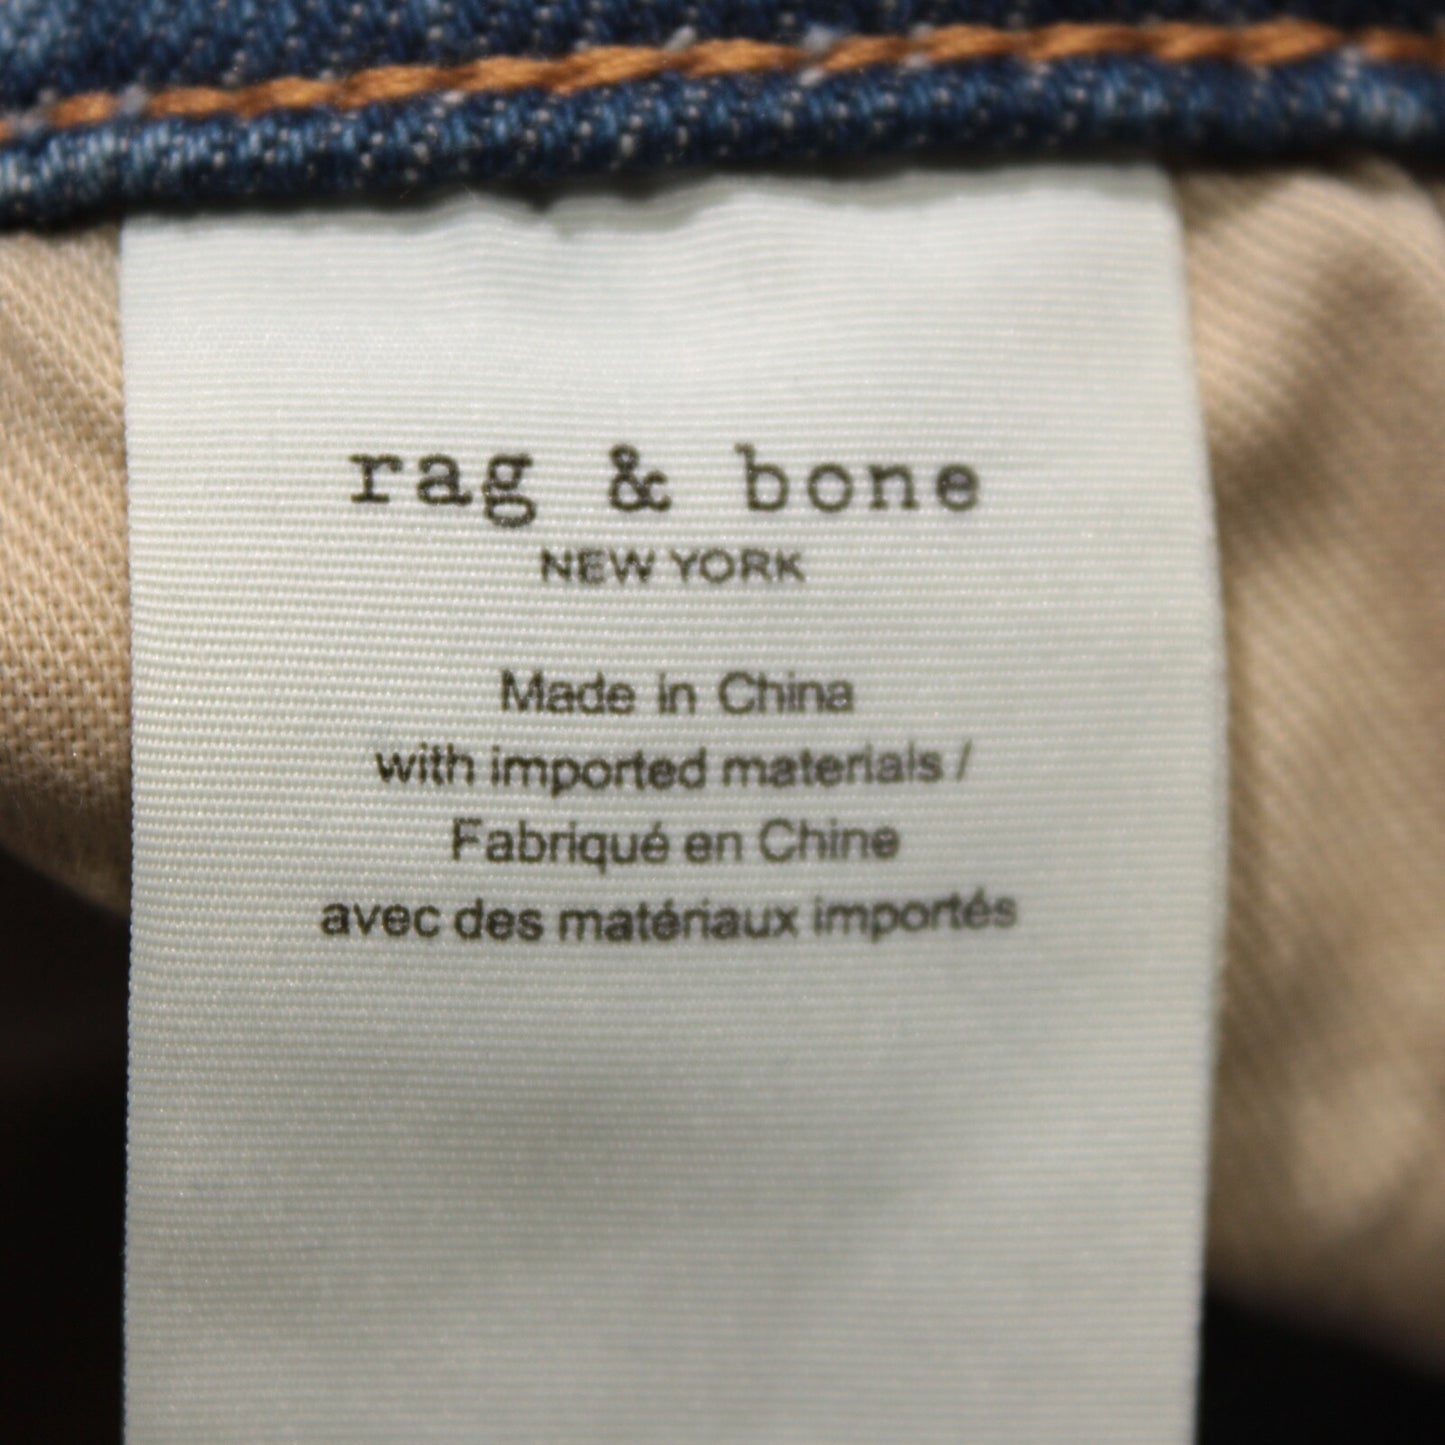 rag & bone
NEW YORK
Made in China
with imported materials /
Fabriqué en Chine
avec des matériaux importés